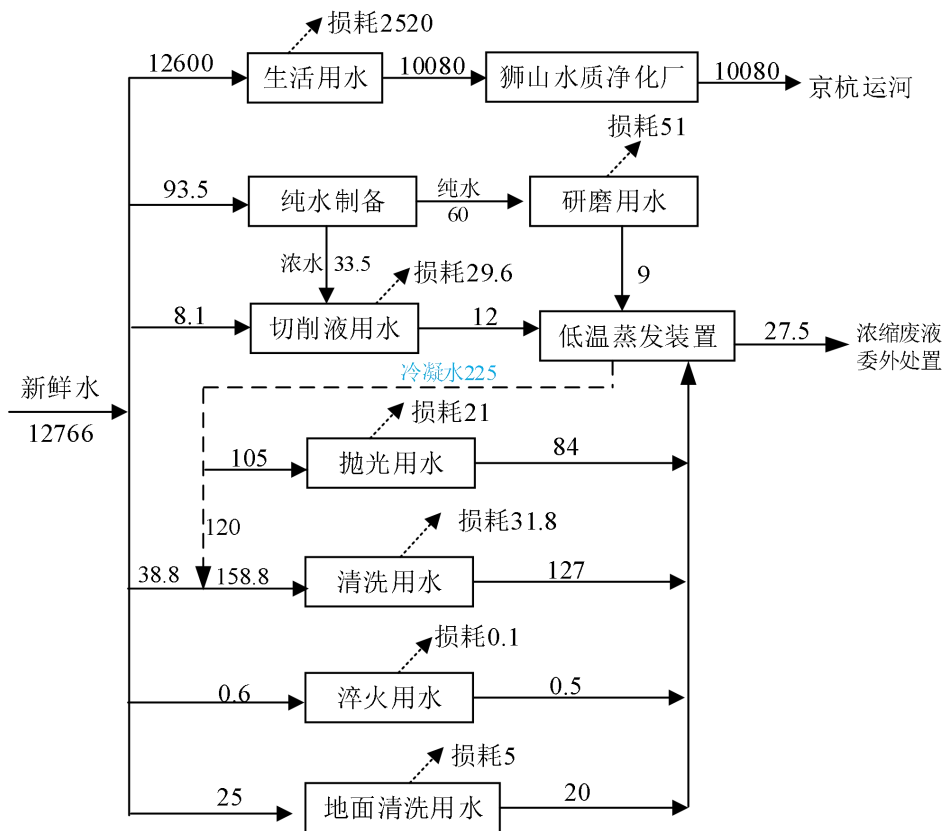 损耗2520
12600
生活用水
10080
狮山水质净化厂
10080
京杭运河
损耗51
93.5
纯水制备
纯水
60
研磨用水
浓水
33.5
损耗29.6
9
8.1
切削液用水
12
低温蒸发装置
27.5
浓缩废液
委外处置
冷凝水225
新鲜水
12766
损耗21
105
抛光用水
84
120
损耗31.8
38.8
158.8
清洗用水
127
损耗0.1
0.6
淬火用水
0.5
损耗5
25
地面清洗用水
20